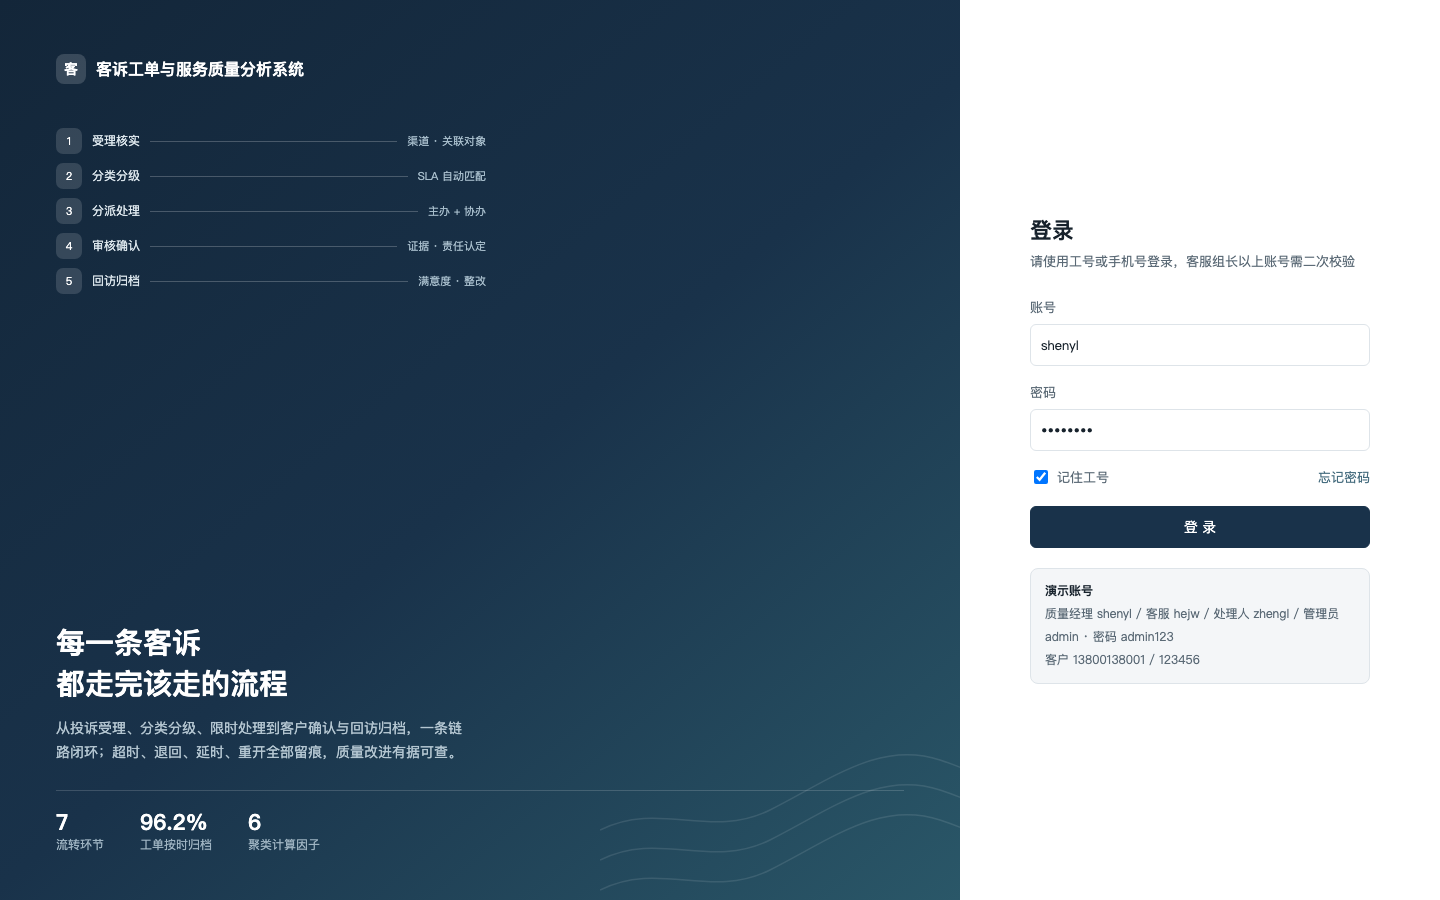 客 客诉工单与服务质量分析系统
1 受理核实 渠道 · 关联对象
2 分类分级 SLA 自动匹配
3 分派处理 主办 + 协办
4 审核确认 证据 · 责任认定
5 回访归档 满意度 · 整改
每一条客诉
都走完该走的流程
从投诉受理、分类分级、限时处理到客户确认与回访归档，一条链
路闭环；超时、退回、延时、重开全部留痕，质量改进有据可查。
7 96.2% 6
流转环节 工单按时归档 聚类计算因子
登录
请使用工号或手机号登录，客服组长以上账号需二次校验
账号
shenyl
密码
••••••••
记住工号 忘记密码
登 录
演示账号
质量经理 shenyl / 客服 hejw / 处理人 zhengl / 管理员
admin · 密码 admin123
客户 13800138001 / 123456